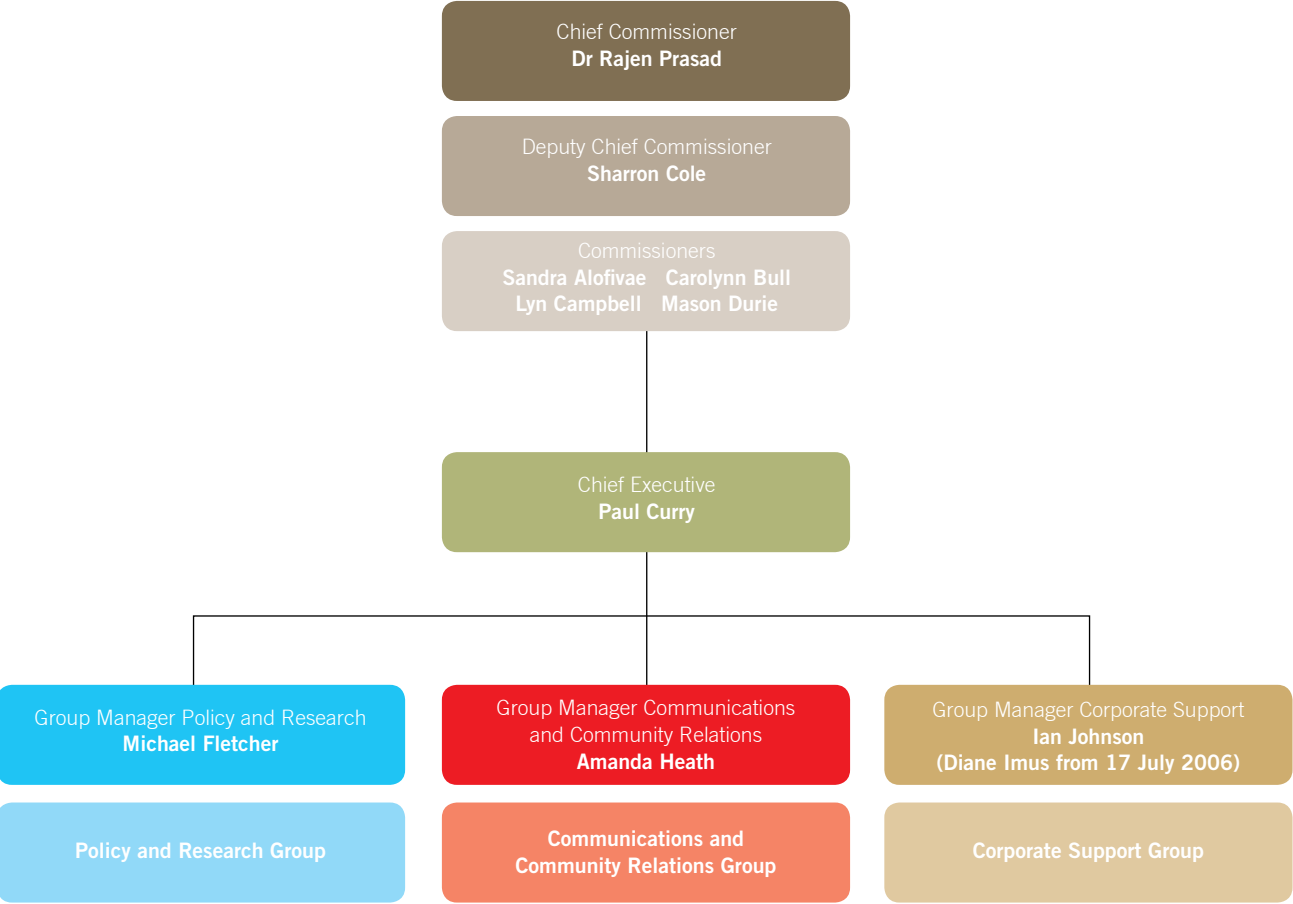 Chief Commissioner
Dr Rajen Prasad
Deputy Chief Commissioner
Sharron Cole
Commissioners
Sandra Alofivae Carolynn Bull
Lyn Campbell Mason Durie
Chief Executive
Paul Curry
Group Manager Policy and Research
Michael Fletcher
Group Manager Communications
and Community Relations
Amanda Heath
Group Manager Corporate Support
Ian Johnson
(Diane Imus from 17 July 2006)
Policy and Research Group
Communications and
Community Relations Group
Corporate Support Group